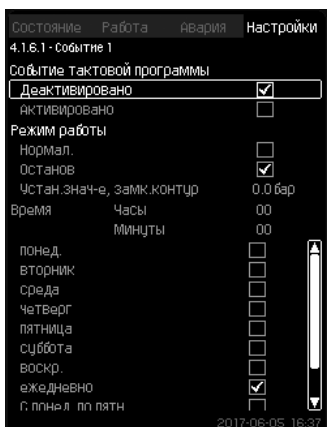 Состояние Работа Авария Настройки
4.1.6.1 - Событие 1
Событие тактовой программы
Деактивировано
Активировано
Режим работы
Нормал.
Останов
Устан.знач-е, замк.контур 0.0 бар
Время Часы 00
Минуты 00
понед.
вторник
среда
четверг
пятница
суббота
воскр.
ежедневно
С понед. по пятн
2017-06-05 16:37